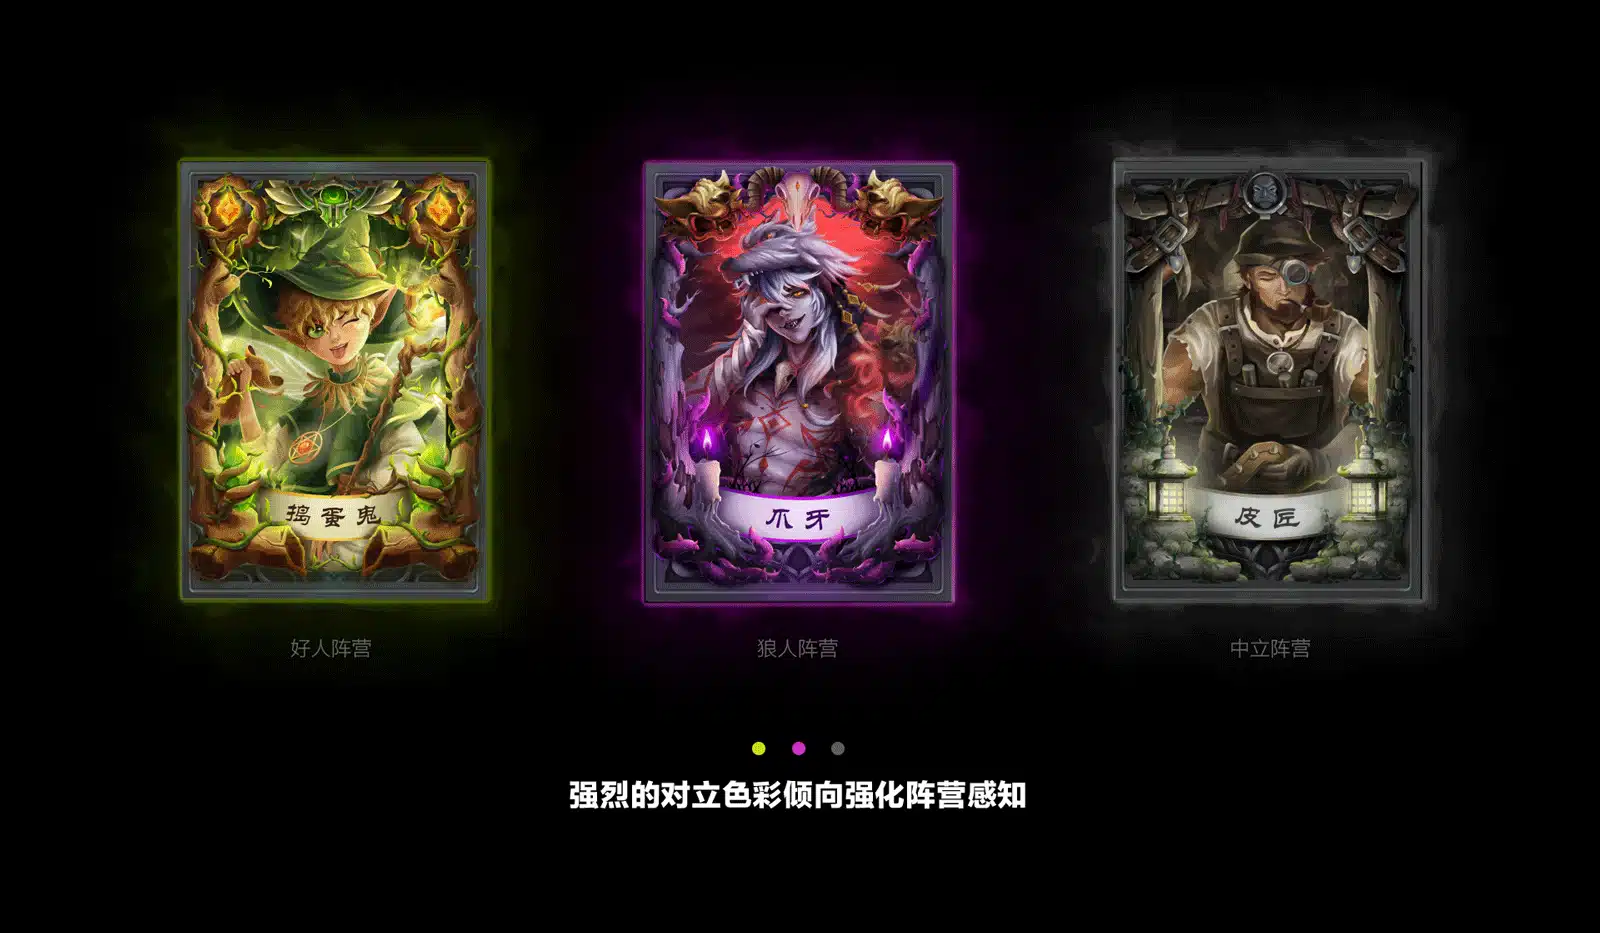 捣蛋鬼
爪牙
皮匠
好人阵营
狼人阵营
中立阵营
强烈的对立色彩倾向强化阵营感知